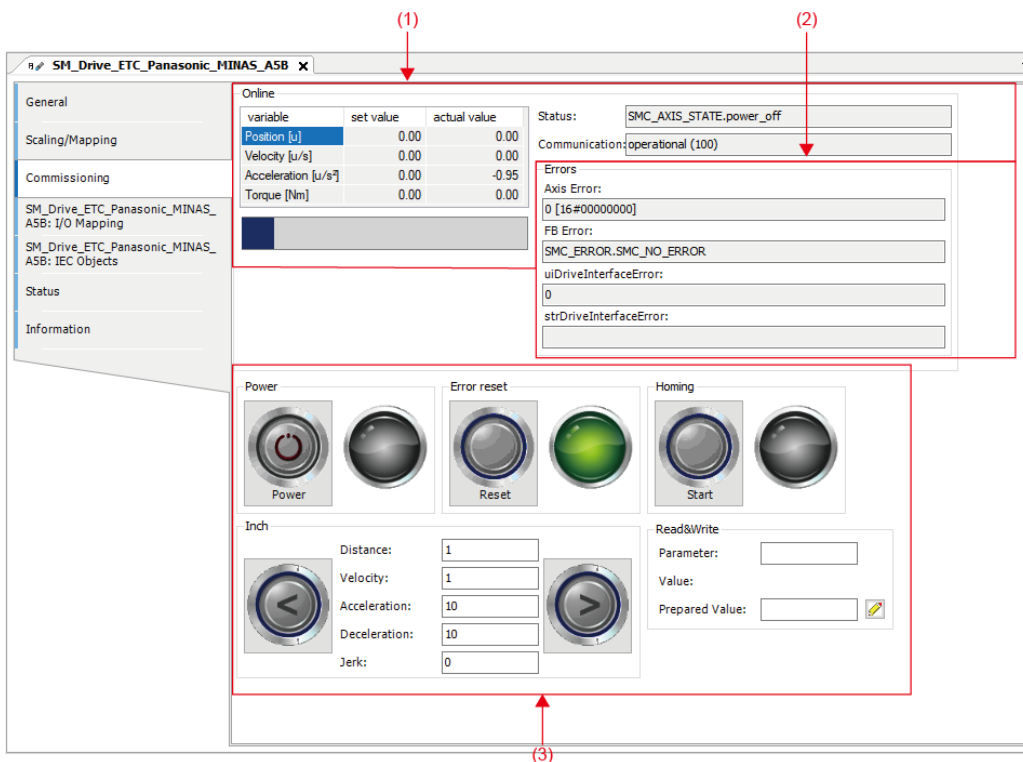 (1)
(2)
SM_Drive_ETC_Panasonic_MINAS_A5B X
General
Scaling/Mapping
Commissioning
SM_Drive_ETC_Panasonic_MINAS_
A5B: I/O Mapping
SM_Drive_ETC_Panasonic_MINAS_
A5B: IEC Objects
Status
Information
Online
variable set value actual value
Position [u] 0.00 0.00
Velocity [u/s] 0.00 0.00
Acceleration [u/s²] 0.00 -0.95
Torque [Nm] 0.00 0.00
Status: SMC_AXIS_STATE.power_off
Communication: operational (100)
Errors
Axis Error:
0 [16#00000000]
FB Error:
SMC_ERROR.SMC_NO_ERROR
uiDriveInterfaceError:
0
strDriveInterfaceError:
Power
Power
Error reset
Reset
Homing
Start
Inch
<
Distance: 1
Velocity: 1
Acceleration: 10
Deceleration: 10
Jerk: 0
>
Read&Write
Parameter:
Value:
Prepared Value:
(3)